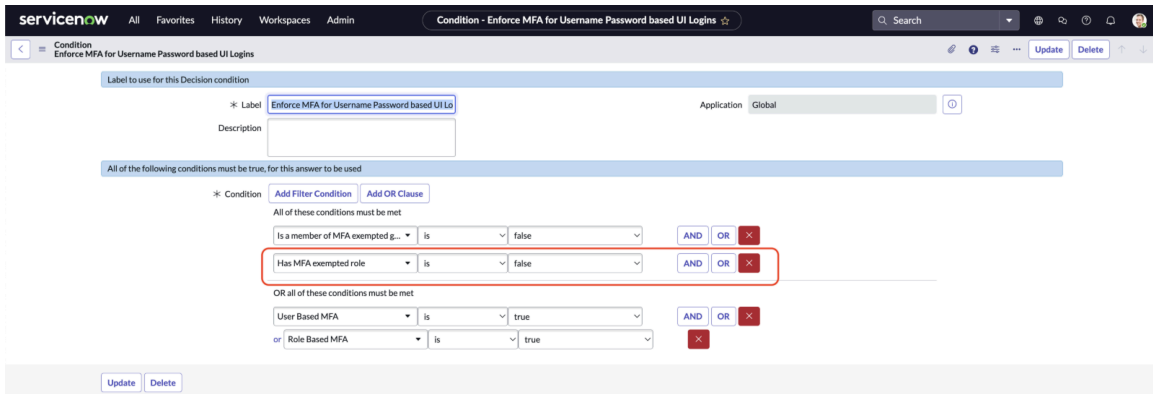 servicenow All Favorites History Workspaces Admin Condition - Enforce MFA for Username Password based UI Logins Search
Condition
Enforce MFA for Username Password based UI Logins
Update Delete
Label to use for this Decision condition
Label Enforce MFA for Username Password based UI Lo Application Global
Description
All of the following conditions must be true, for this answer to be used
Condition Add Filter Condition Add OR Clause
All of these conditions must be met
Is a member of MFA exempted g... is false AND OR
Has MFA exempted role is false AND OR
OR all of these conditions must be met
User Based MFA is true AND OR
or Role Based MFA is true
Update Delete